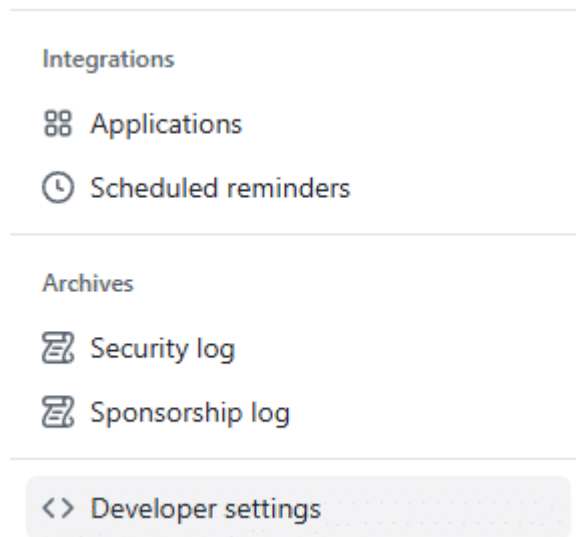 Integrations
Applications
Scheduled reminders
Archives
Security log
Sponsorship log
Developer settings